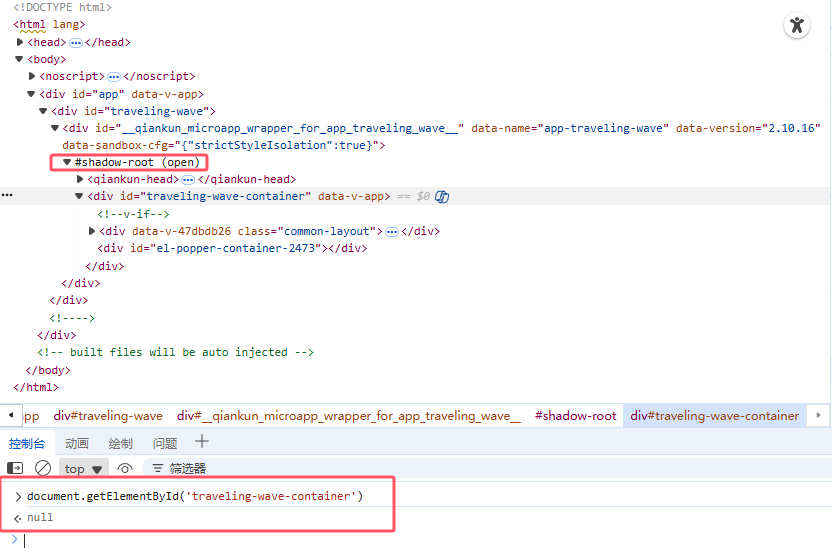 <!DOCTYPE html>
<html lang>
<head>⋯</head>
<body>
<noscript>⋯</noscript>
<div id="app" data-v-app>
<div id="traveling-wave">
<div id="__qiankun_microapp_wrapper_for_app_traveling_wave__" data-name="app-traveling-wave" data-version="2.10.16"
data-sandbox-cfg="{"strictStyleIsolation":true}">
#shadow-root (open)
<qiankun-head>⋯</qiankun-head>
<div id="traveling-wave-container" data-v-app> == $0
<!--v-if-->
<div data-v-47dbdb26 class="common-layout">⋯</div>
<div id="el-popper-container-2473"></div>
</div>
</div>
</div>
<!---->
</div>
<!-- built files will be auto injected -->
</body>
</html>
pp div#traveling-wave div#__qiankun_microapp_wrapper_for_app_traveling_wave__ #shadow-root div#traveling-wave-container
控制台 动画 绘制 问题
top 筛选器
document.getElementById('traveling-wave-container')
null